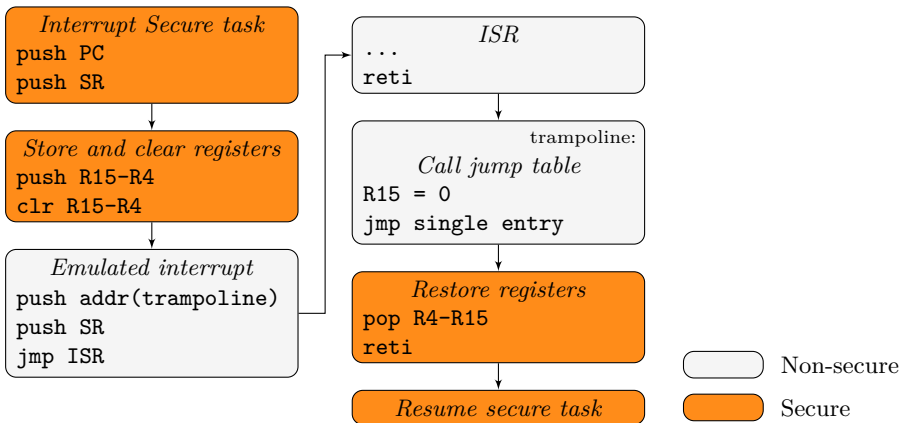 Interrupt Secure task
push PC
push SR
Store and clear registers
push R15-R4
clr R15-R4
Emulated interrupt
push addr(trampoline)
push SR
jmp ISR
ISR
...
reti
trampoline:
Call jump table
R15 = 0
jmp single entry
Restore registers
pop R4-R15
reti
Resume secure task
Non-secure
Secure